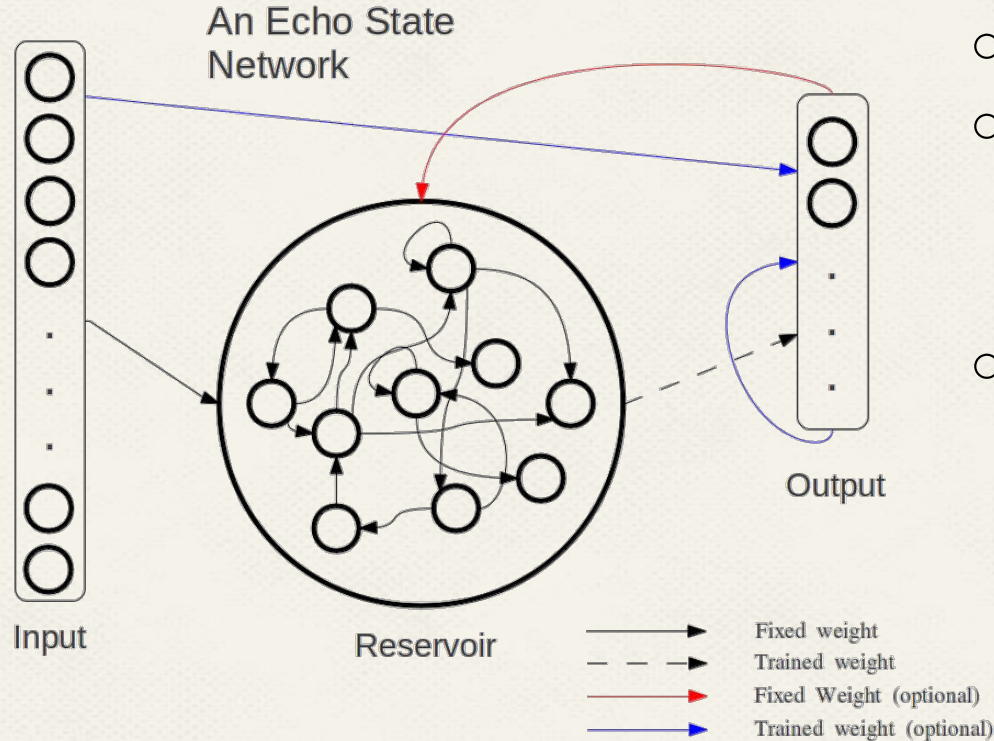 An Echo State
Network
Input
Reservoir
Output
Fixed weight
Trained weight
Fixed Weight (optional)
Trained weight (optional)